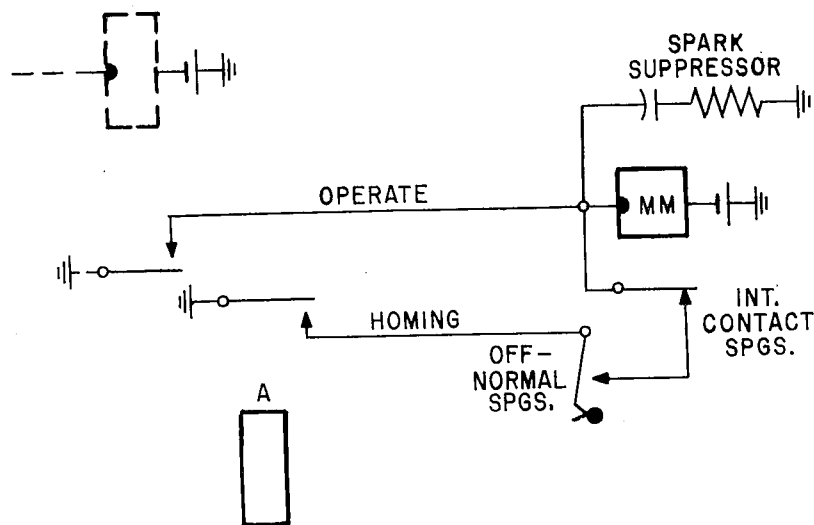 SPARK
SUPPRESSOR
OPERATE
MM
INT.
CONTACT
SPGS.
HOMING
OFF-
NORMAL
SPGS.
A